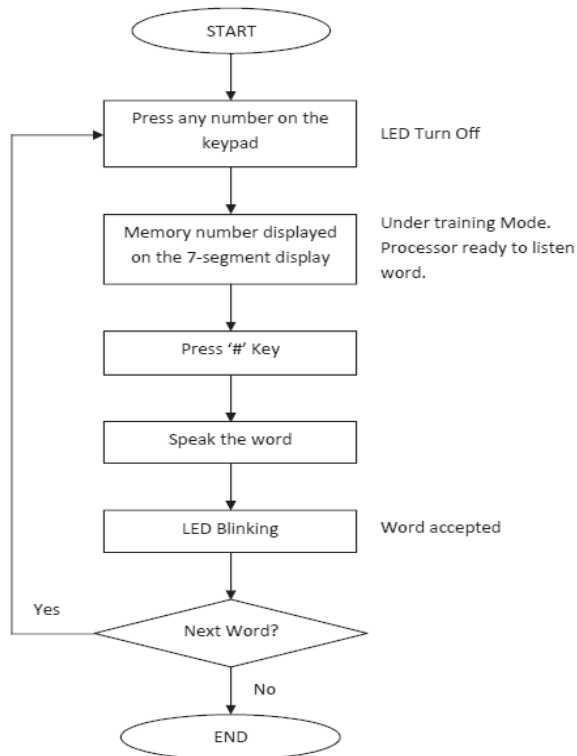 START
Press any number on the
keypad
LED Turn Off
Memory number displayed
on the 7-segment display
Under training Mode.
Processor ready to listen
word.
Press ‘#’ Key
Speak the word
LED Blinking
Word accepted
Yes
Next Word?
No
END